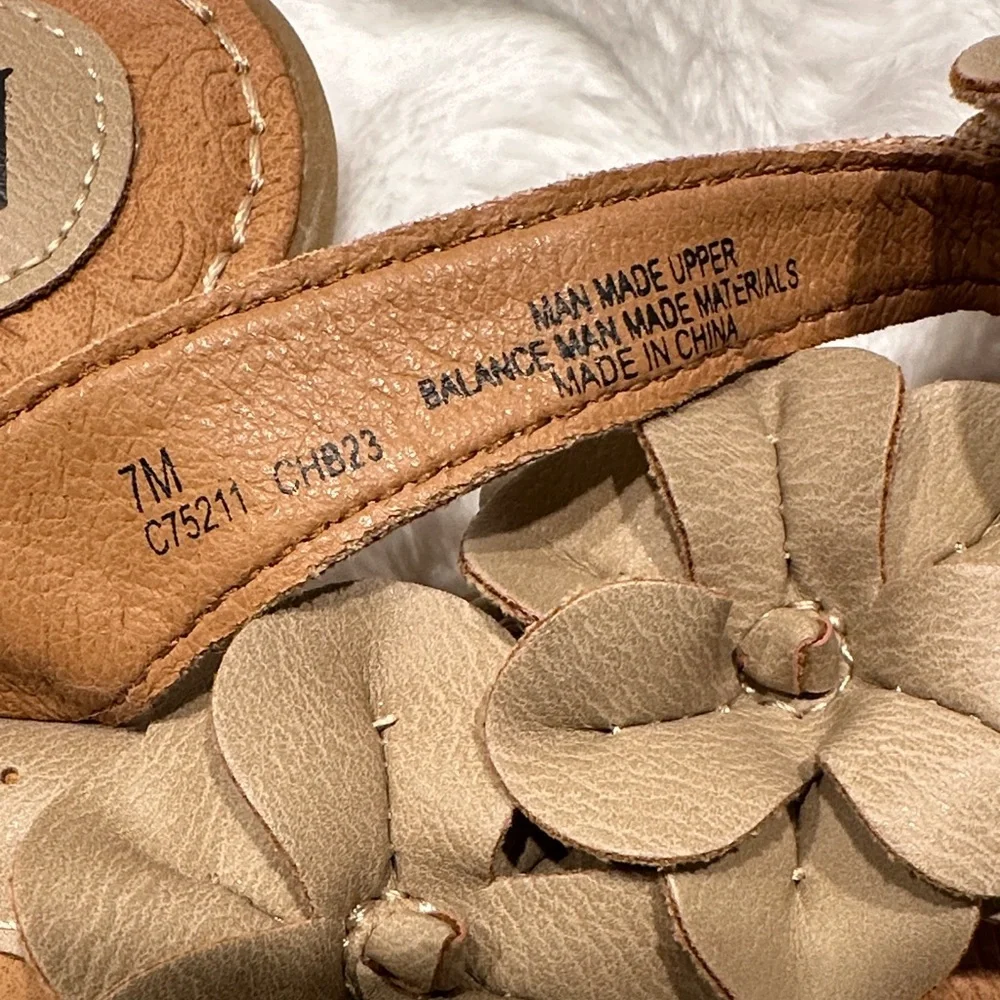 MAN MADE UPPER
BALANCE MAN MADE MATERIALS
MADE IN CHINA
7M
C75211 CHB23